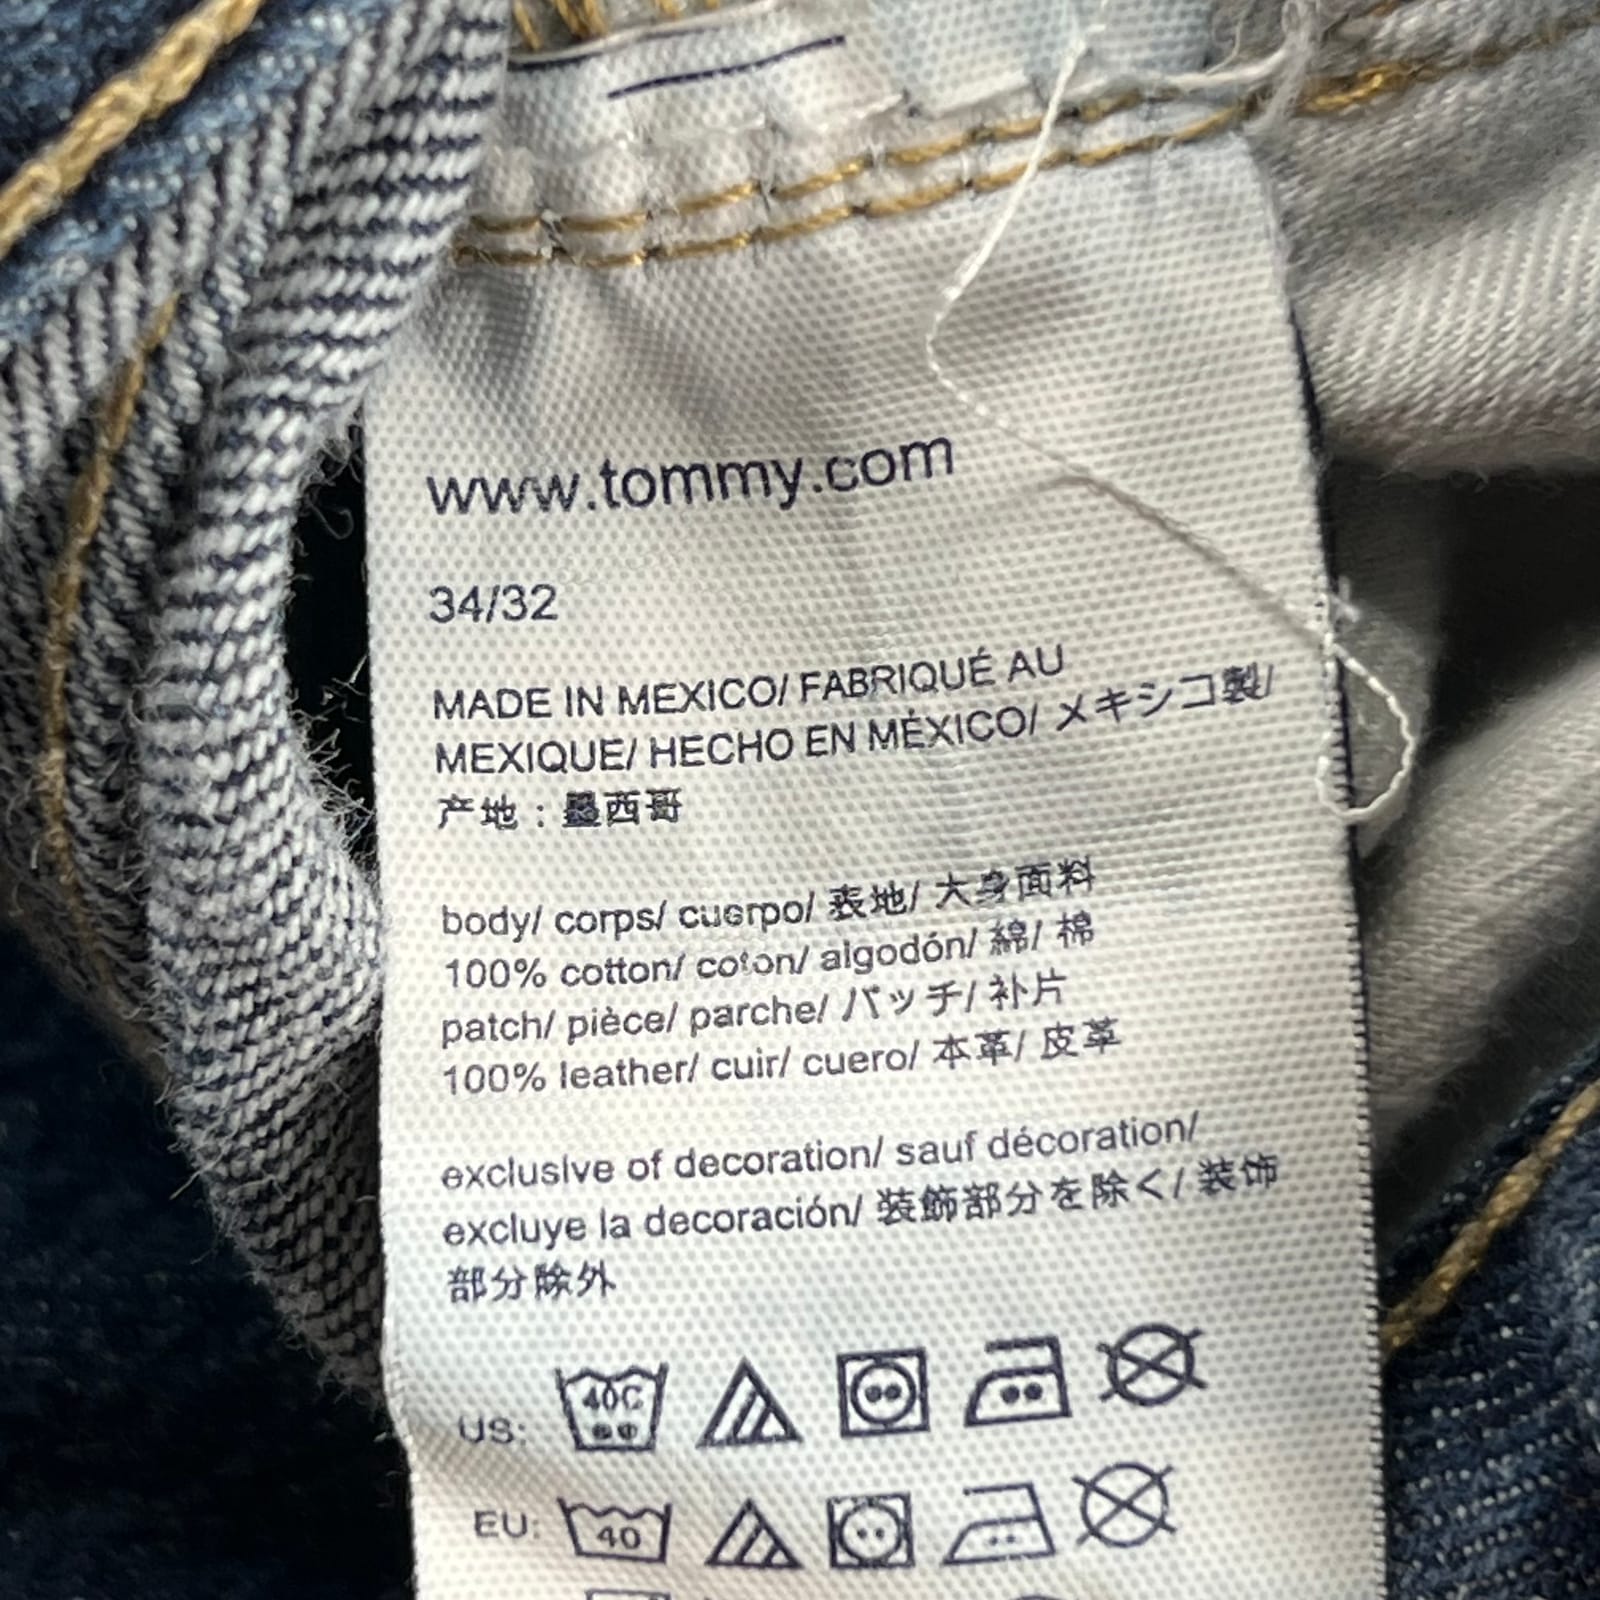 www.tommy.com
34/32
MADE IN MEXICO/ FABRIQUÉ AU
MEXIQUE/ HECHO EN MÉXICO/ メキシコ製/
产地：墨西哥
body/ corps/ cuerpo/ 表地/ 大身面料
100% cotton/ coton/ algodón/ 綿/ 棉
patch/ pièce/ parche/ パッチ/ 补片
100% leather/ cuir/ cuero/ 本革/ 皮革
exclusive of decoration/ sauf décoration/
excluye la decoración/ 装飾部分を除く/ 装饰
部分除外
US: 40C
EU: 40